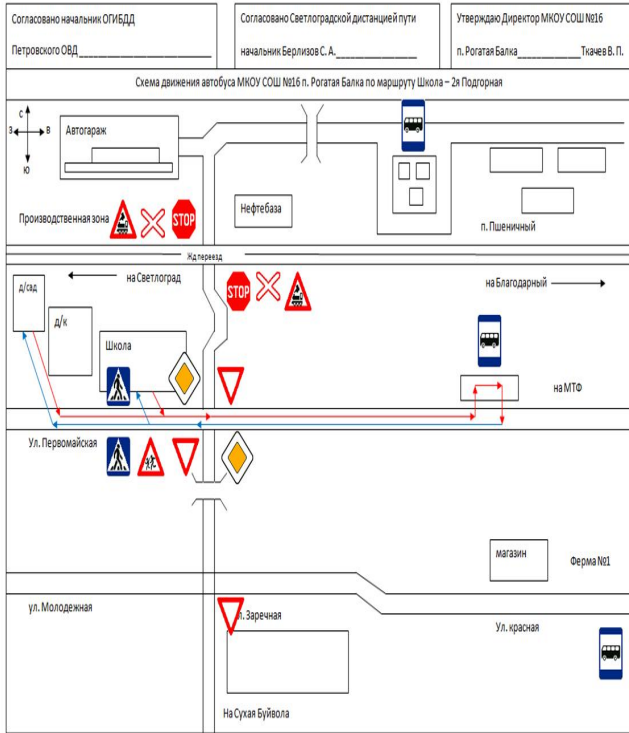 Согласовано начальник ОГИБДД
Петровского ОВД
Согласовано Светлоградской дистанцией пути
начальник Берлизов С. А.
Утверждаю Директор МКОУ СОШ №16
п. Рогатая Балка Ткачев В. П.
Схема движения автобуса МКОУ СОШ №16 п. Рогатая Балка по маршруту Школа – 2я Подгорная
С
З В
Ю
Автогараж
Производственная зона
STOP
Нефтебаза
п. Пшеничный
Жд переезд
на Светлоград
на Благодарный
д/сад
д/к
Школа
STOP
на МТФ
Ул. Первомайская
магазин
Ферма №1
ул. Молодежная
Заречная
Ул. красная
На Сухая Буйвола